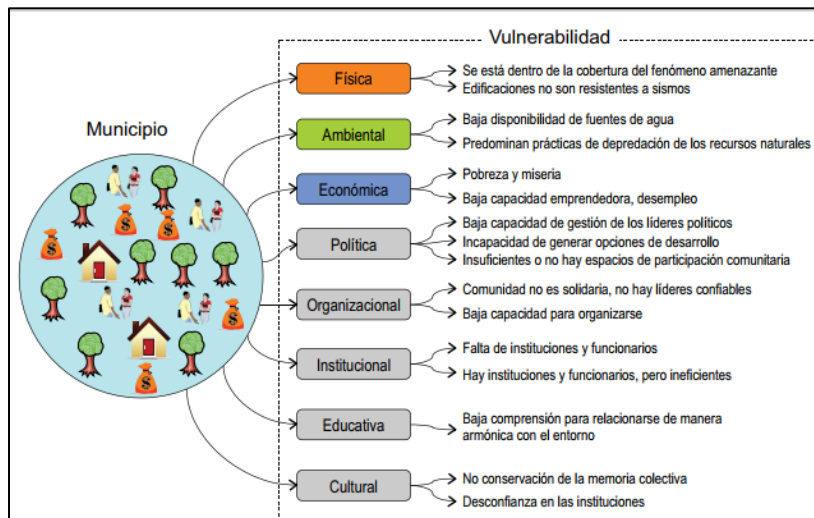 Vulnerabilidad
Municipio
Física
Se está dentro de la cobertura del fenómeno amenazante
Edificaciones no son resistentes a sismos
Ambiental
Baja disponibilidad de fuentes de agua
Predominan prácticas de depredación de los recursos naturales
Económica
Pobreza y miseria
Baja capacidad emprendedora, desempleo
Política
Baja capacidad de gestión de los líderes políticos
Incapacidad de generar opciones de desarrollo
Insuficientes o no hay espacios de participación comunitaria
Organizacional
Comunidad no es solidaria, no hay líderes confiables
Baja capacidad para organizarse
Institucional
Falta de instituciones y funcionarios
Hay instituciones y funcionarios, pero ineficientes
Educativa
Baja comprensión para relacionarse de manera
armónica con el entorno
Cultural
No conservación de la memoria colectiva
Desconfianza en las instituciones
$
$
$
$
$
$